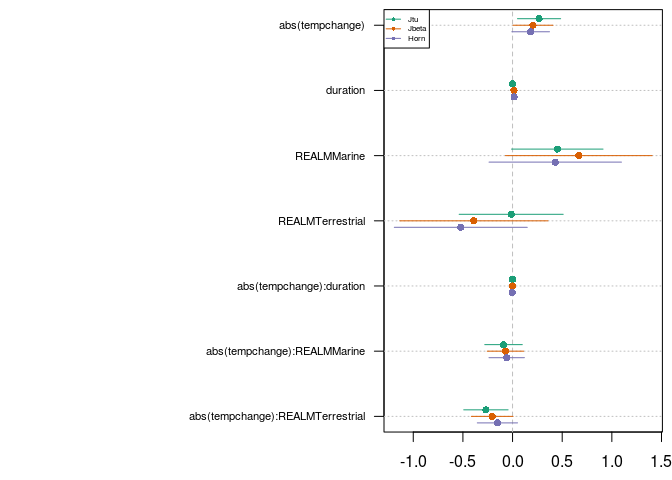 abs(tempchange)
Jtu
Jbeta
Horn
duration
REALMMarine
REALMTerrestrial
abs(tempchange):duration
abs(tempchange):REALMMarine
abs(tempchange):REALMTerrestrial
-1.0 -0.5 0.0 0.5 1.0 1.5